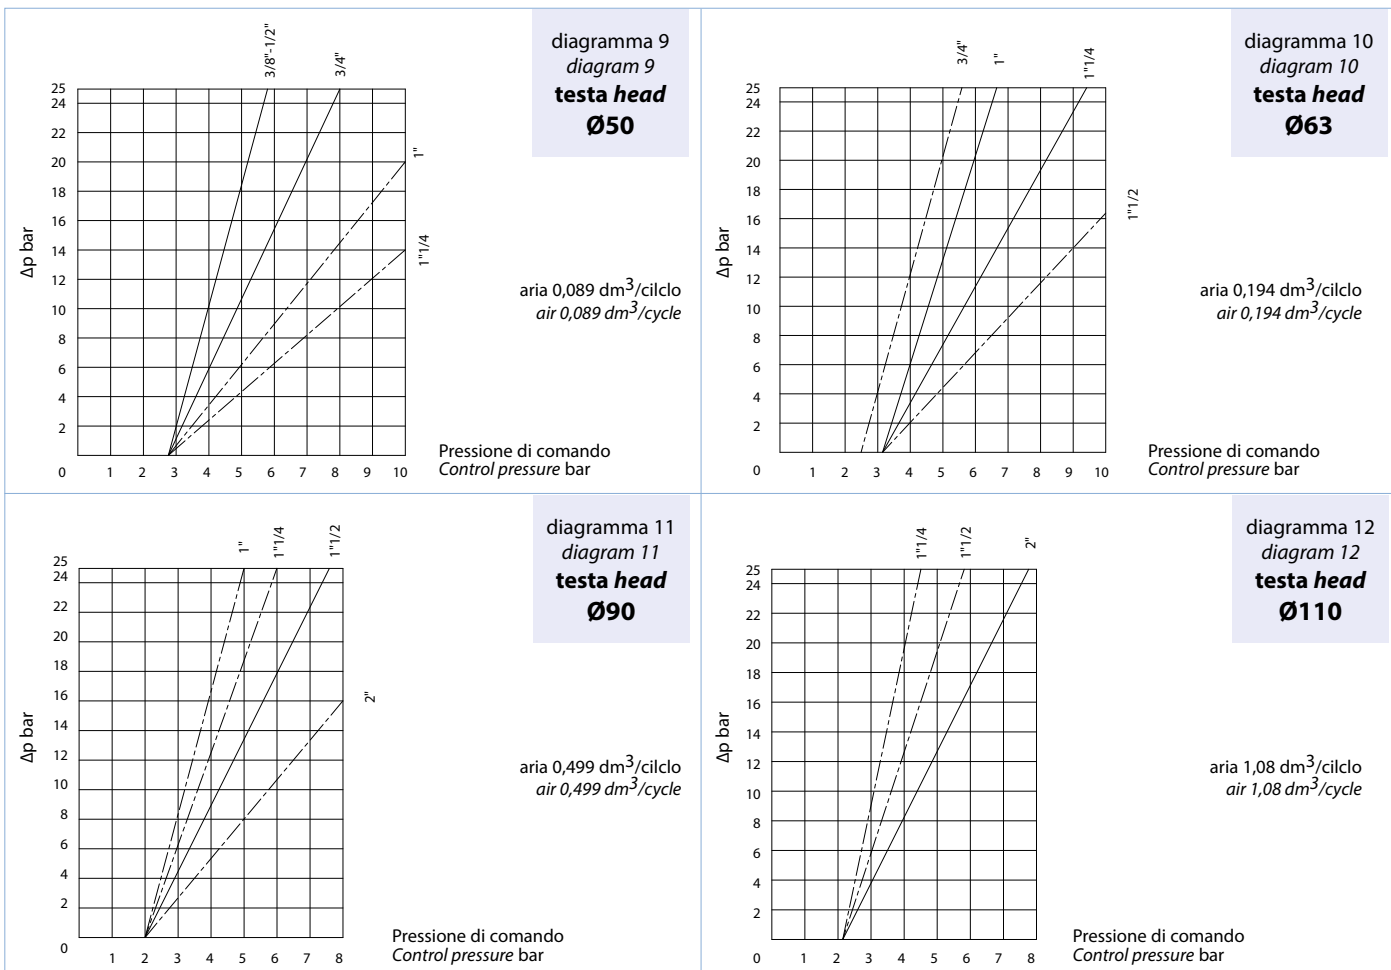 3/8"-1/2"
3/4"
diagramma 9
diagram 9
testa head
Ø50
25
24
22
20
18
16
14
12
10
8
6
4
2
0
1"
1"1/4
Δp bar
aria 0,089 dm3/cilclo
air 0,089 dm3/cycle
1 2 3 4 5 6 7 8 9 10
Pressione di comando
Control pressure bar
3/4"
1"
1"1/4
diagramma 10
diagram 10
testa head
Ø63
25
24
22
20
18
16
14
12
10
8
6
4
2
0
1"1/2
Δp bar
aria 0,194 dm3/cilclo
air 0,194 dm3/cycle
1 2 3 4 5 6 7 8 9 10
Pressione di comando
Control pressure bar
1"
1"1/4
1"1/2
diagramma 11
diagram 11
testa head
Ø90
25
24
22
20
18
16
14
12
10
8
6
4
2
0
2"
Δp bar
aria 0,499 dm3/cilclo
air 0,499 dm3/cycle
1 2 3 4 5 6 7 8
Pressione di comando
Control pressure bar
1"1/4
1"1/2
2"
diagramma 12
diagram 12
testa head
Ø110
25
24
22
20
18
16
14
12
10
8
6
4
2
0
Δp bar
aria 1,08 dm3/cilclo
air 1,08 dm3/cycle
1 2 3 4 5 6 7 8
Pressione di comando
Control pressure bar